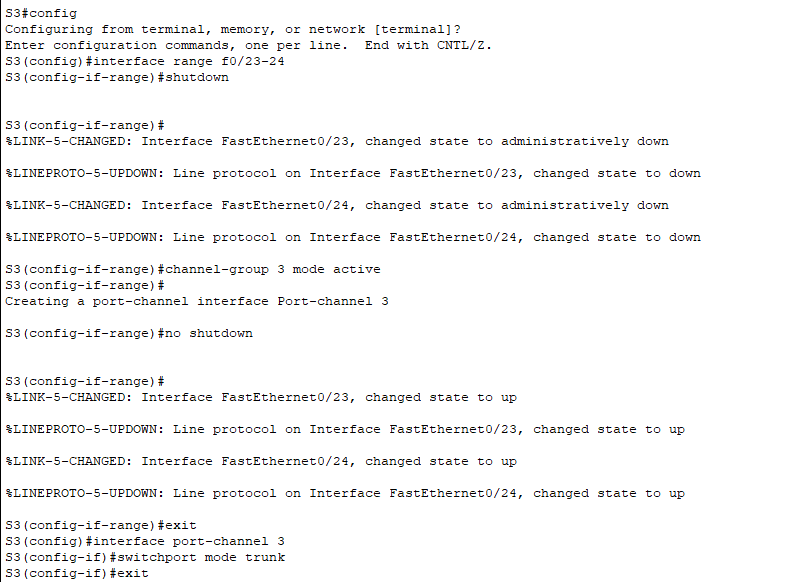 S3#config
Configuring from terminal, memory, or network [terminal]?
Enter configuration commands, one per line.  End with CNTL/Z.
S3(config)#interface range f0/23-24
S3(config-if-range)#shutdown
S3(config-if-range)#
%LINK-5-CHANGED: Interface FastEthernet0/23, changed state to administratively down
%LINEPROTO-5-UPDOWN: Line protocol on Interface FastEthernet0/23, changed state to down
%LINK-5-CHANGED: Interface FastEthernet0/24, changed state to administratively down
%LINEPROTO-5-UPDOWN: Line protocol on Interface FastEthernet0/24, changed state to down
S3(config-if-range)#channel-group 3 mode active
S3(config-if-range)#
Creating a port-channel interface Port-channel 3
S3(config-if-range)#no shutdown
S3(config-if-range)#
%LINK-5-CHANGED: Interface FastEthernet0/23, changed state to up
%LINEPROTO-5-UPDOWN: Line protocol on Interface FastEthernet0/23, changed state to up
%LINK-5-CHANGED: Interface FastEthernet0/24, changed state to up
%LINEPROTO-5-UPDOWN: Line protocol on Interface FastEthernet0/24, changed state to up
S3(config-if-range)#exit
S3(config)#interface port-channel 3
S3(config-if)#switchport mode trunk
S3(config-if)#exit